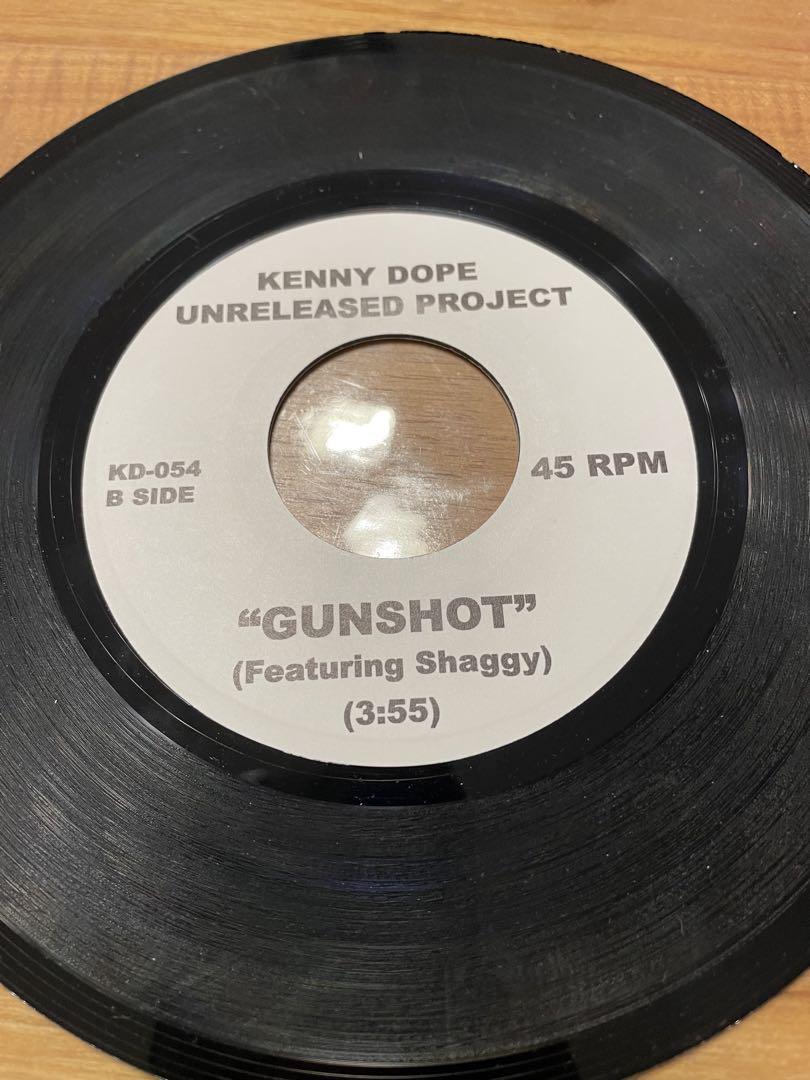 KENNY DOPE
UNRELEASED PROJECT
KD-054
B SIDE
45 RPM
“GUNSHOT”
(Featuring Shaggy)
(3:55)